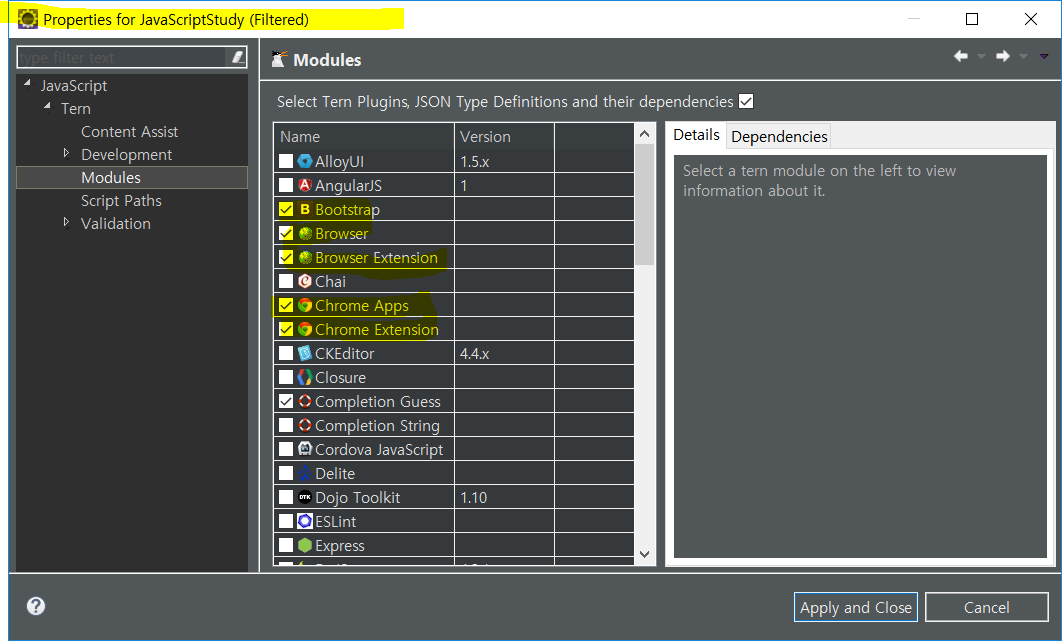 Properties for JavaScriptStudy (Filtered)
type filter text
Modules
JavaScript
Tern
Content Assist
Development
Modules
Script Paths
Validation
Select Tern Plugins, JSON Type Definitions and their dependencies
Name Version
AlloyUI 1.5.x
AngularJS 1
Bootstrap
Browser
Browser Extension
Chai
Chrome Apps
Chrome Extension
CKEditor 4.4.x
Closure
Completion Guess
Completion String
Cordova JavaScript
Delite
Dojo Toolkit 1.10
ESLint
Express
Details Dependencies
Select a tern module on the left to view
information about it.
Apply and Close Cancel